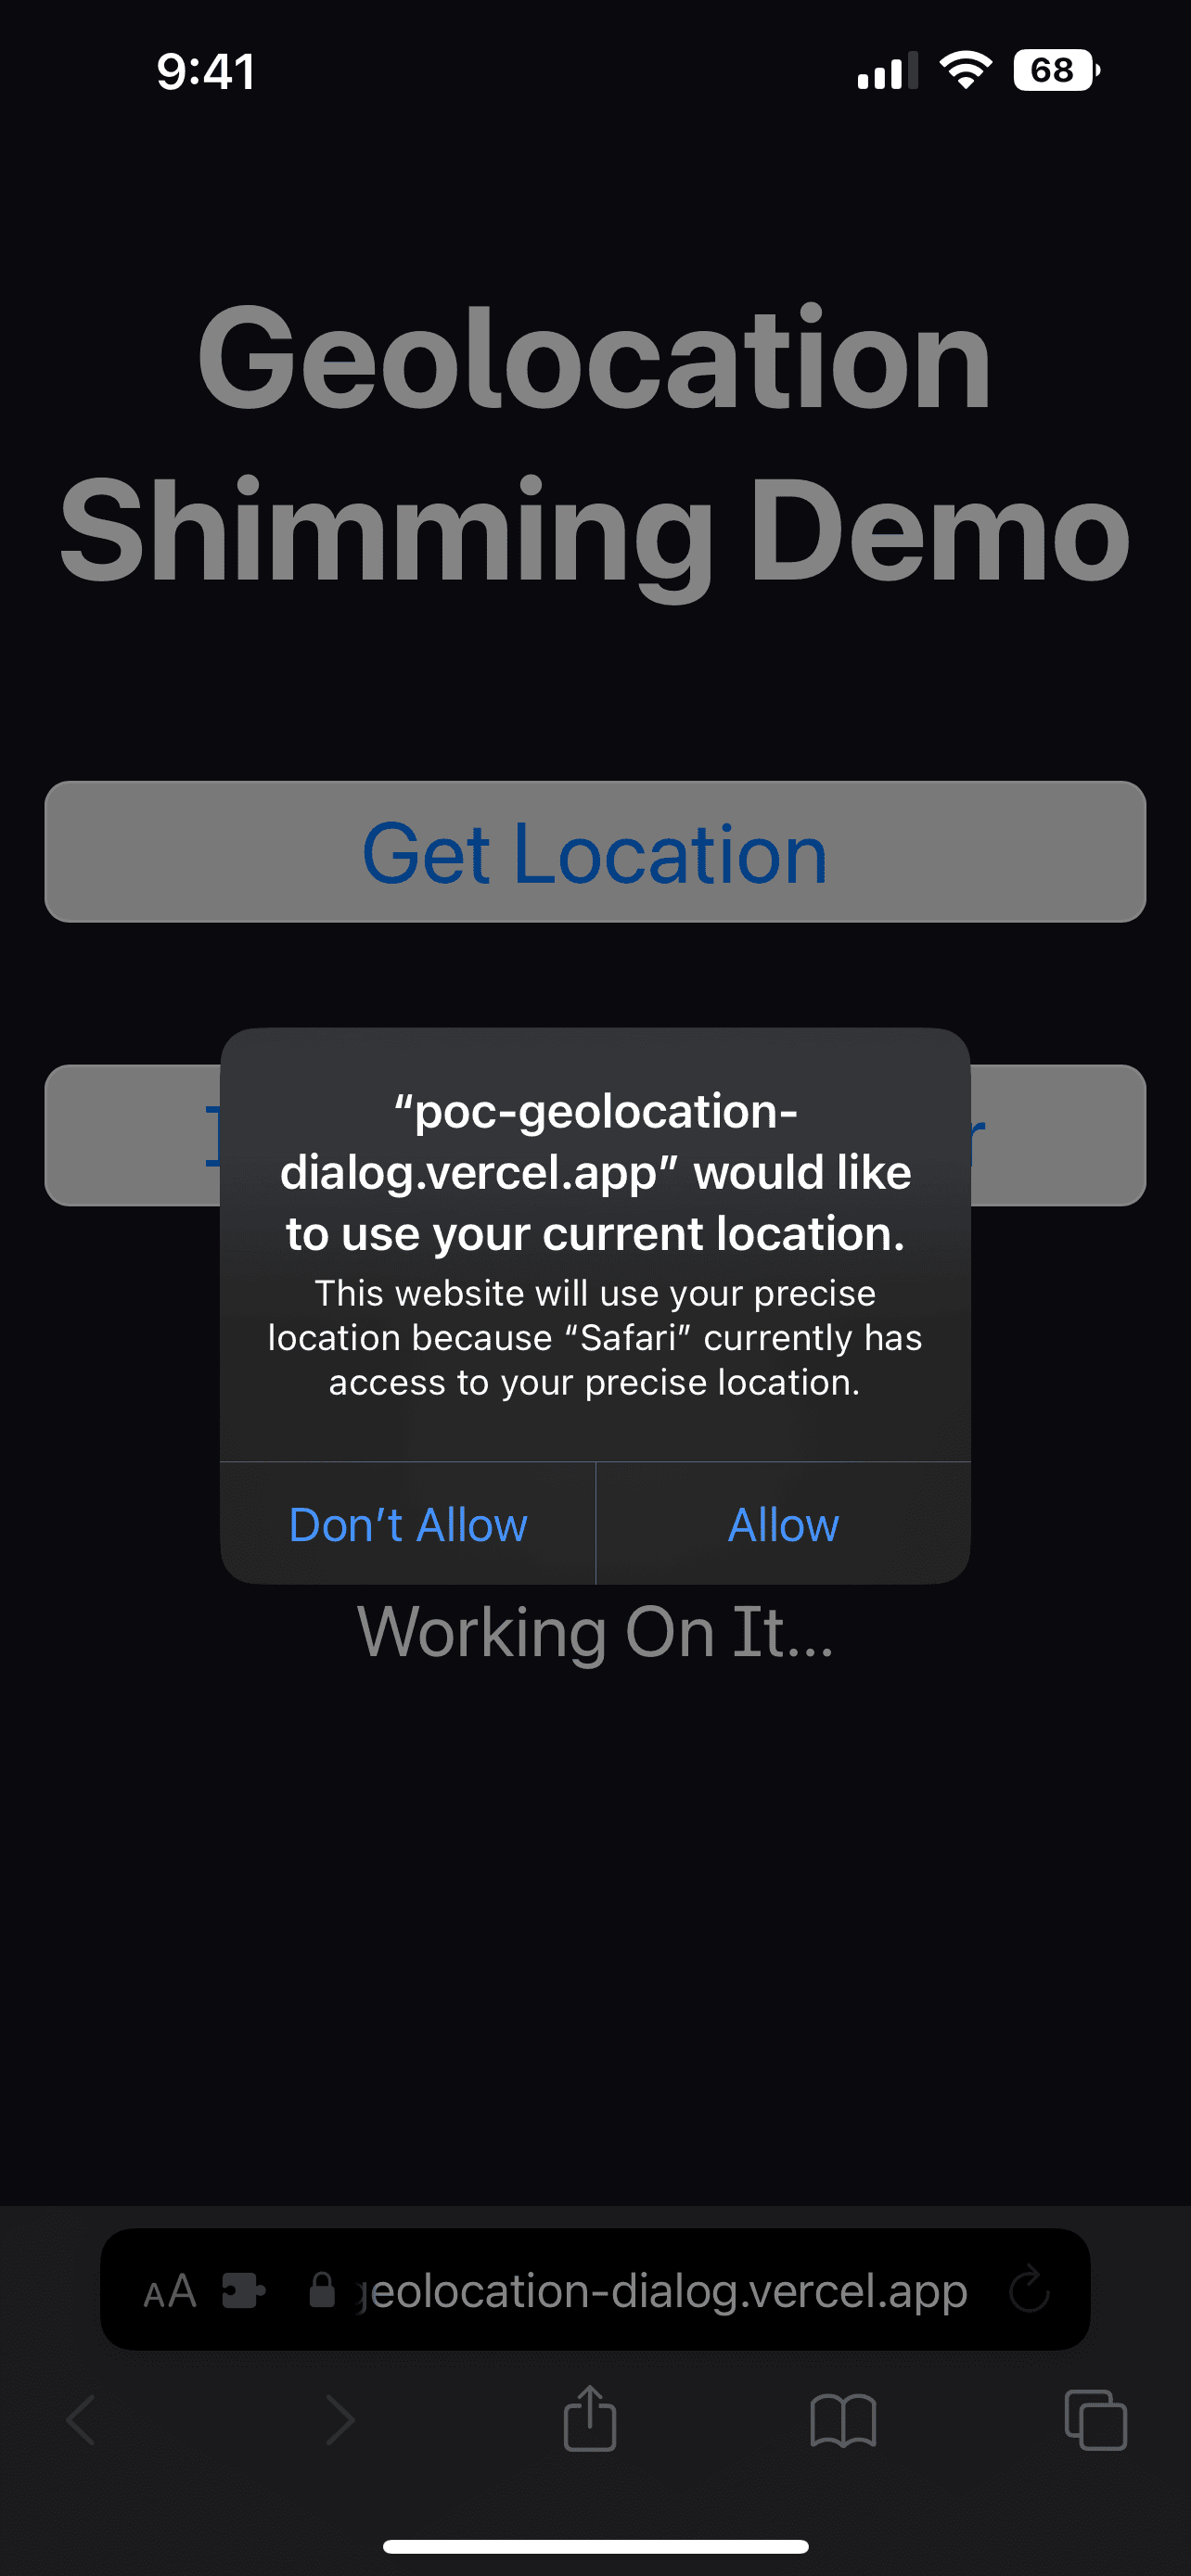 9:41
68
Geolocation
Shimming Demo
Get Location
“poc-geolocation-
dialog.vercel.app” would like
to use your current location.
This website will use your precise
location because “Safari” currently has
access to your precise location.
Don’t Allow
Allow
Working On It...
AA
eolocation-dialog.vercel.app